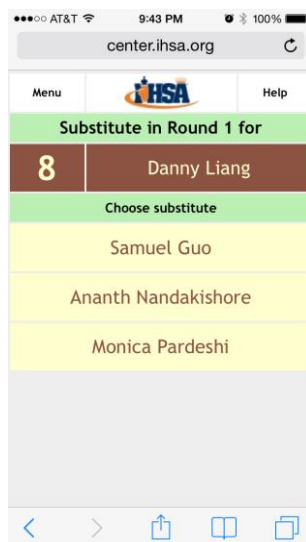 ●●●○○ AT&T 9:43 PM 100%
center.ihsa.org
Menu IHSA Help
Substitute in Round 1 for
8 Danny Liang
Choose substitute
Samuel Guo
Ananth Nandakishore
Monica Pardeshi